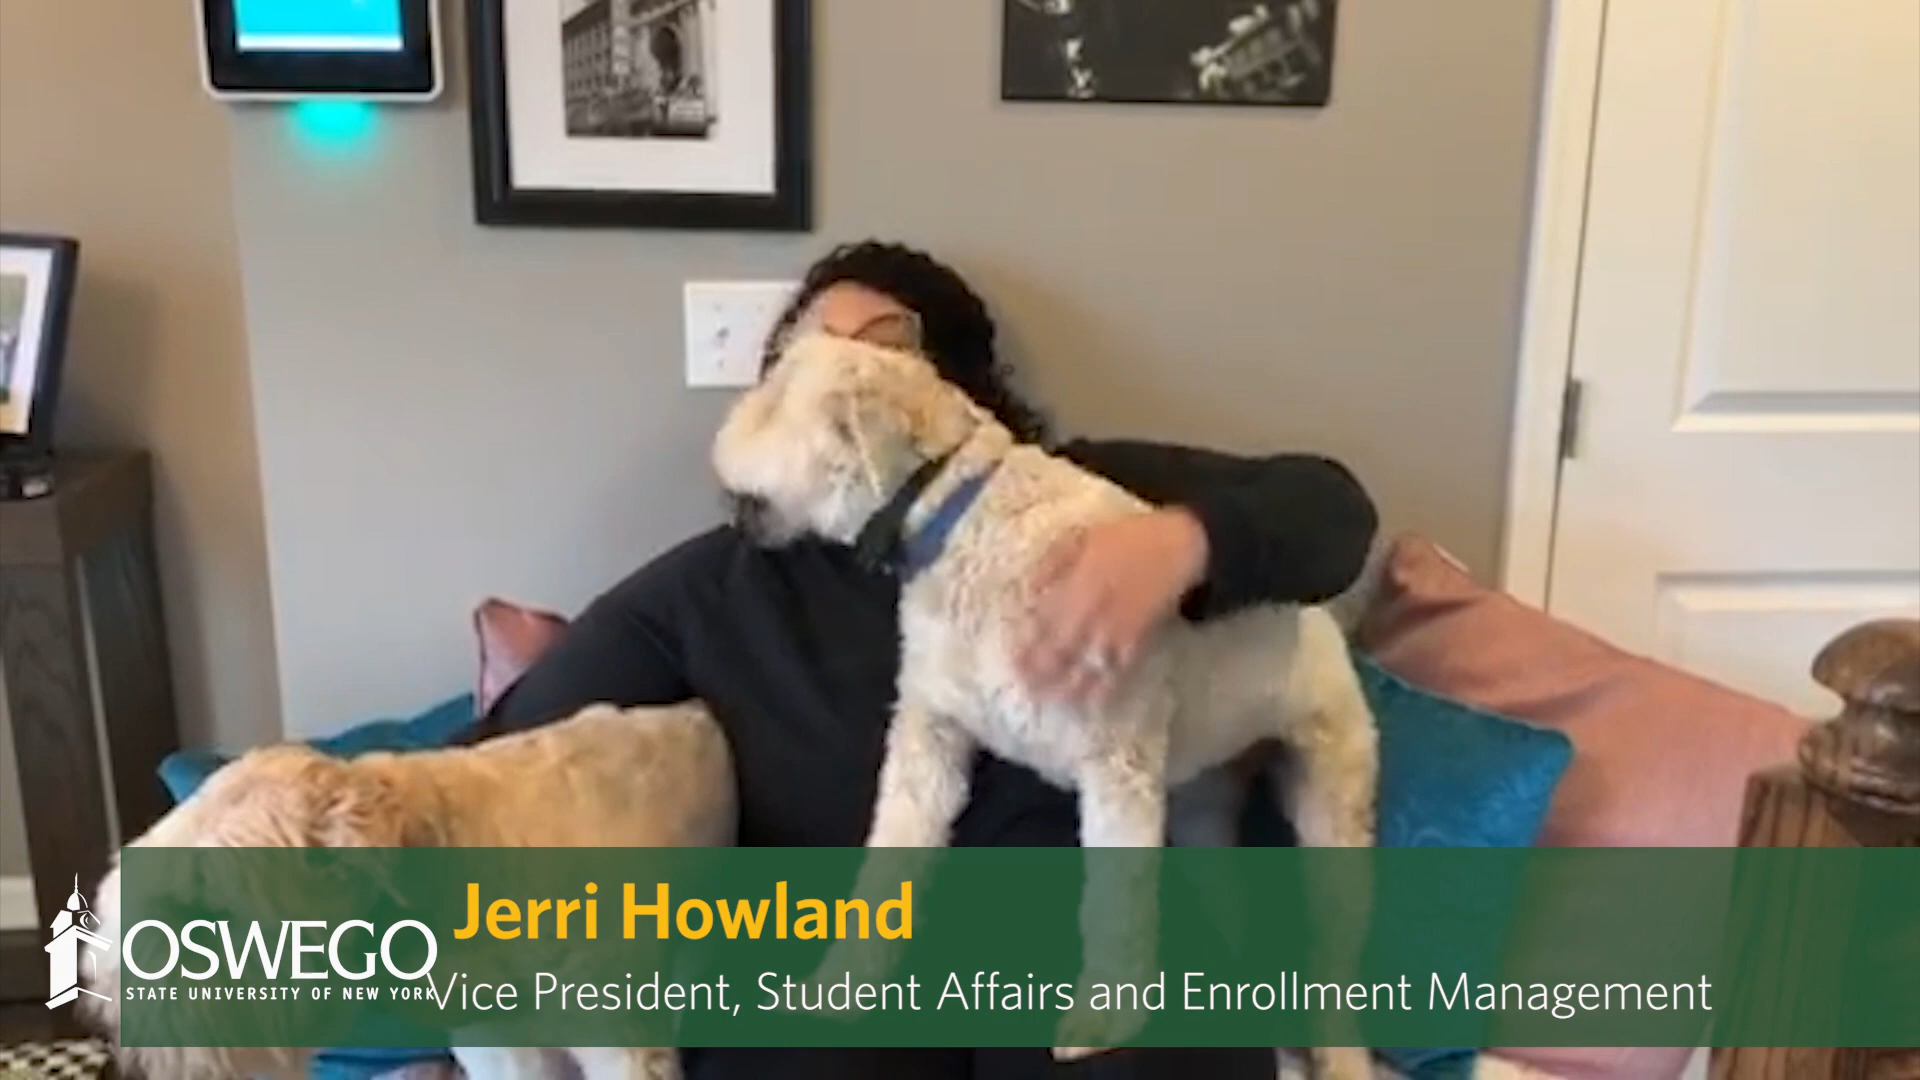 Jerri Howland
OSWEGO
STATE UNIVERSITY OF NEW YORK
Vice President, Student Affairs and Enrollment Management